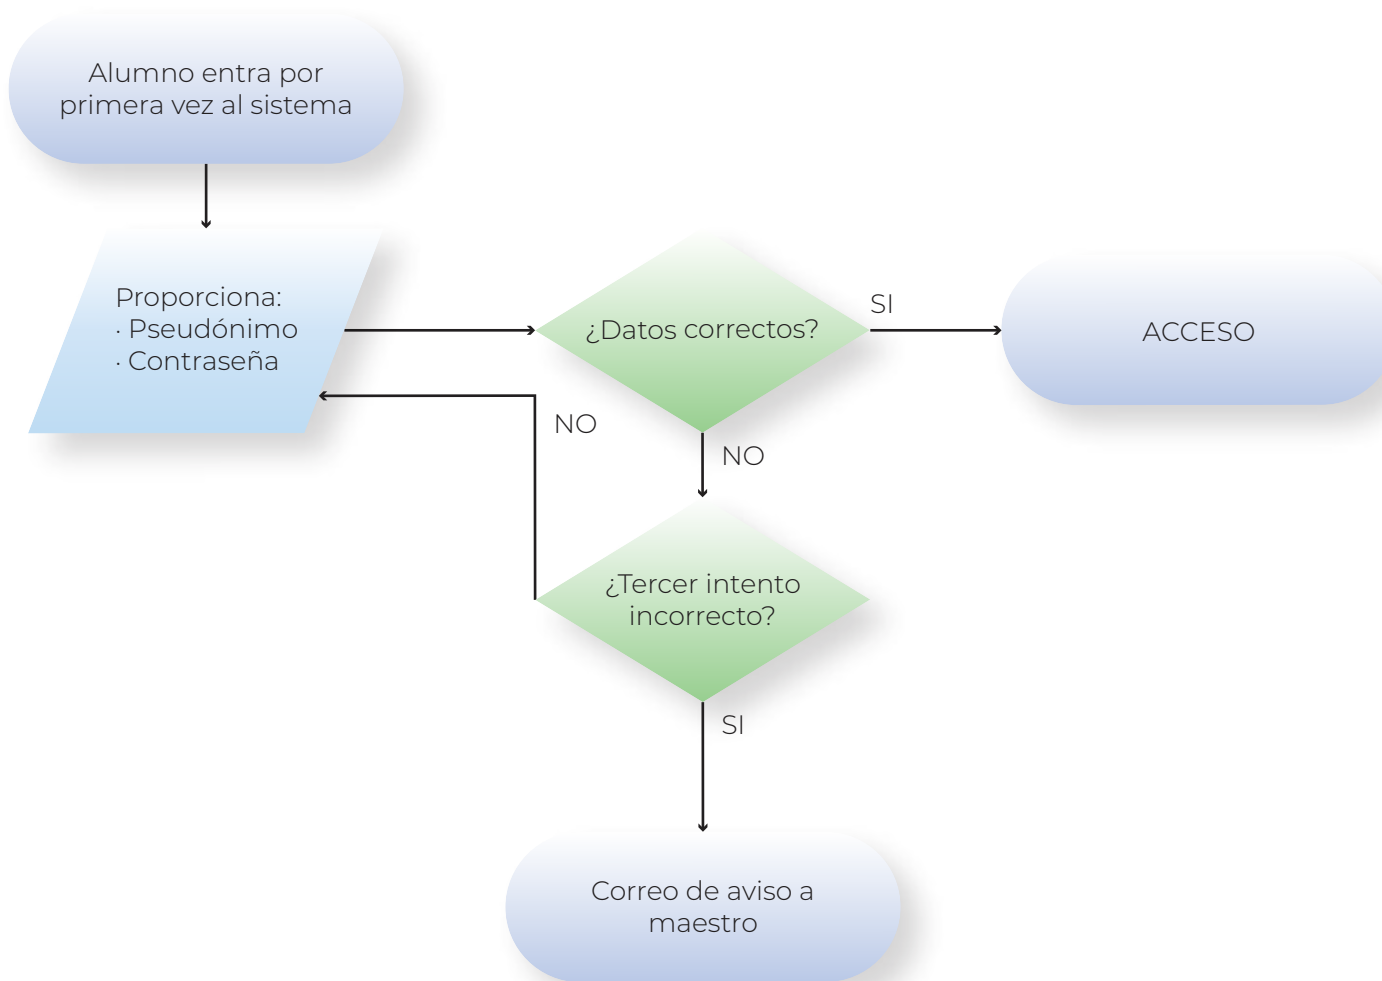 Alumno entra por
primera vez al sistema
Proporciona:
· Pseudónimo
· Contraseña
¿Datos correctos?
SI
ACCESO
NO
NO
¿Tercer intento
incorrecto?
SI
Correo de aviso a
maestro